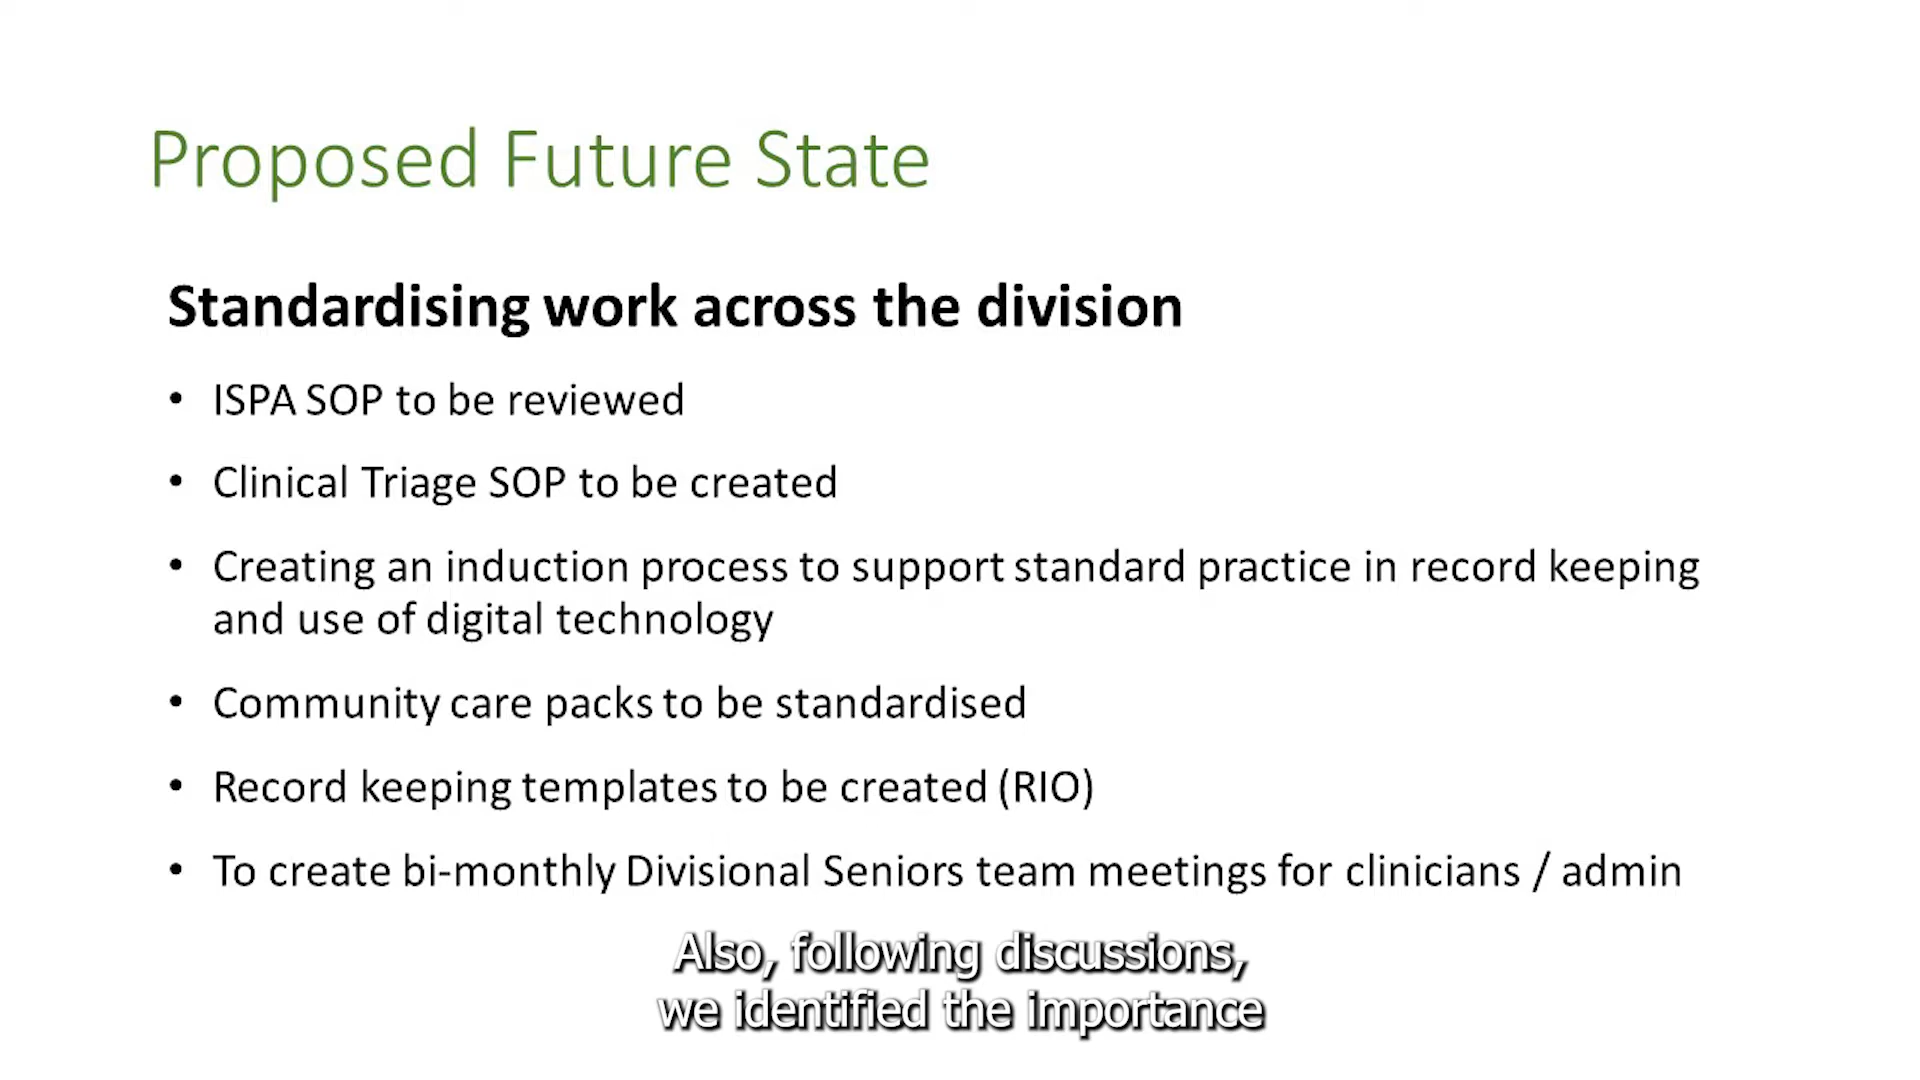 Proposed Future State
Standardising work across the division
• ISPA SOP to be reviewed
• Clinical Triage SOP to be created
• Creating an induction process to support standard practice in record keeping
and use of digital technology
• Community care packs to be standardised
• Record keeping templates to be created (RIO)
• To create bi-monthly Divisional Seniors team meetings for clinicians / admin
Also, following discussions,
we identified the importance